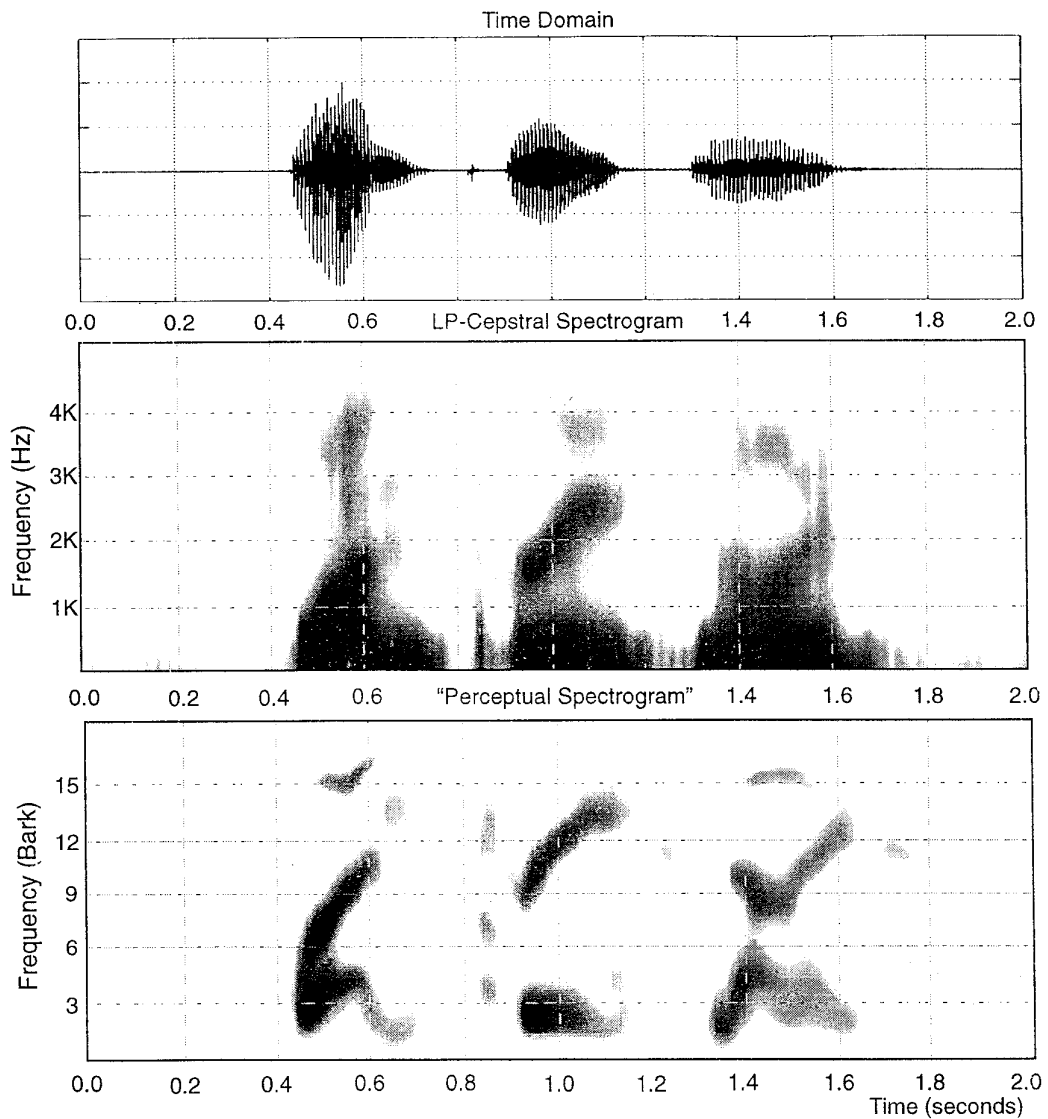 Time Domain
0.0 0.2 0.4 0.6 LP-Cepstral Spectrogram 1.4 1.6 1.8 2.0
Frequency (Hz)
4K
3K
2K
1K
0.0 0.2 0.4 0.6 "Perceptual Spectrogram" 1.4 1.6 1.8 2.0
Frequency (Bark)
15
12
9
6
3
0.0 0.2 0.4 0.6 0.8 1.0 1.2 1.4 1.6 1.8 2.0
Time (seconds)